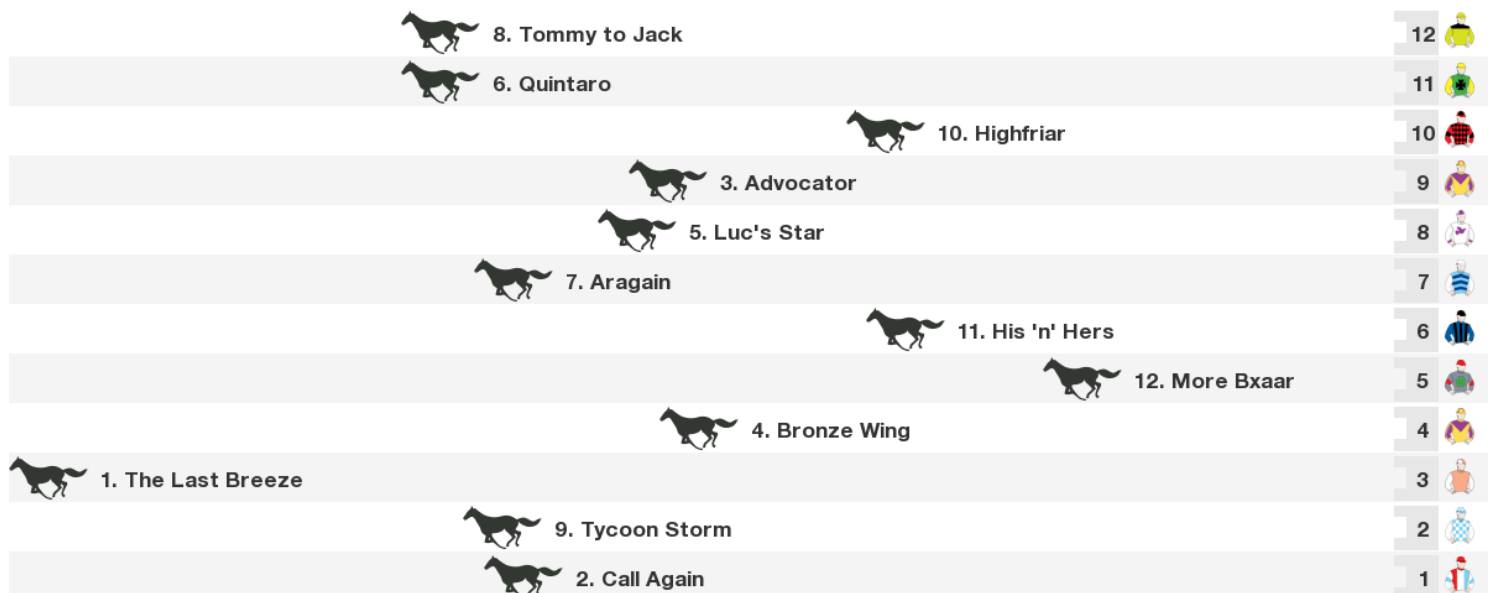 8. Tommy to Jack 12
6. Quintaro 11
10. Highfriar 10
3. Advocator 9
5. Luc's Star 8
7. Aragain 7
11. His 'n' Hers 6
12. More Bxaar 5
4. Bronze Wing 4
1. The Last Breeze 3
9. Tycoon Storm 2
2. Call Again 1